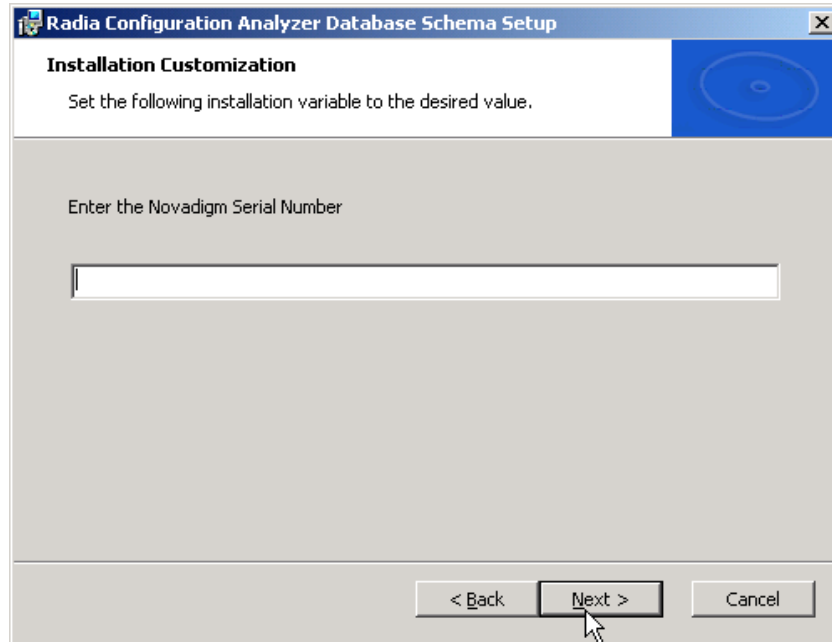 Radia Configuration Analyzer Database Schema Setup
Installation Customization
Set the following installation variable to the desired value.
Enter the Novadigm Serial Number
< Back
Next >
Cancel